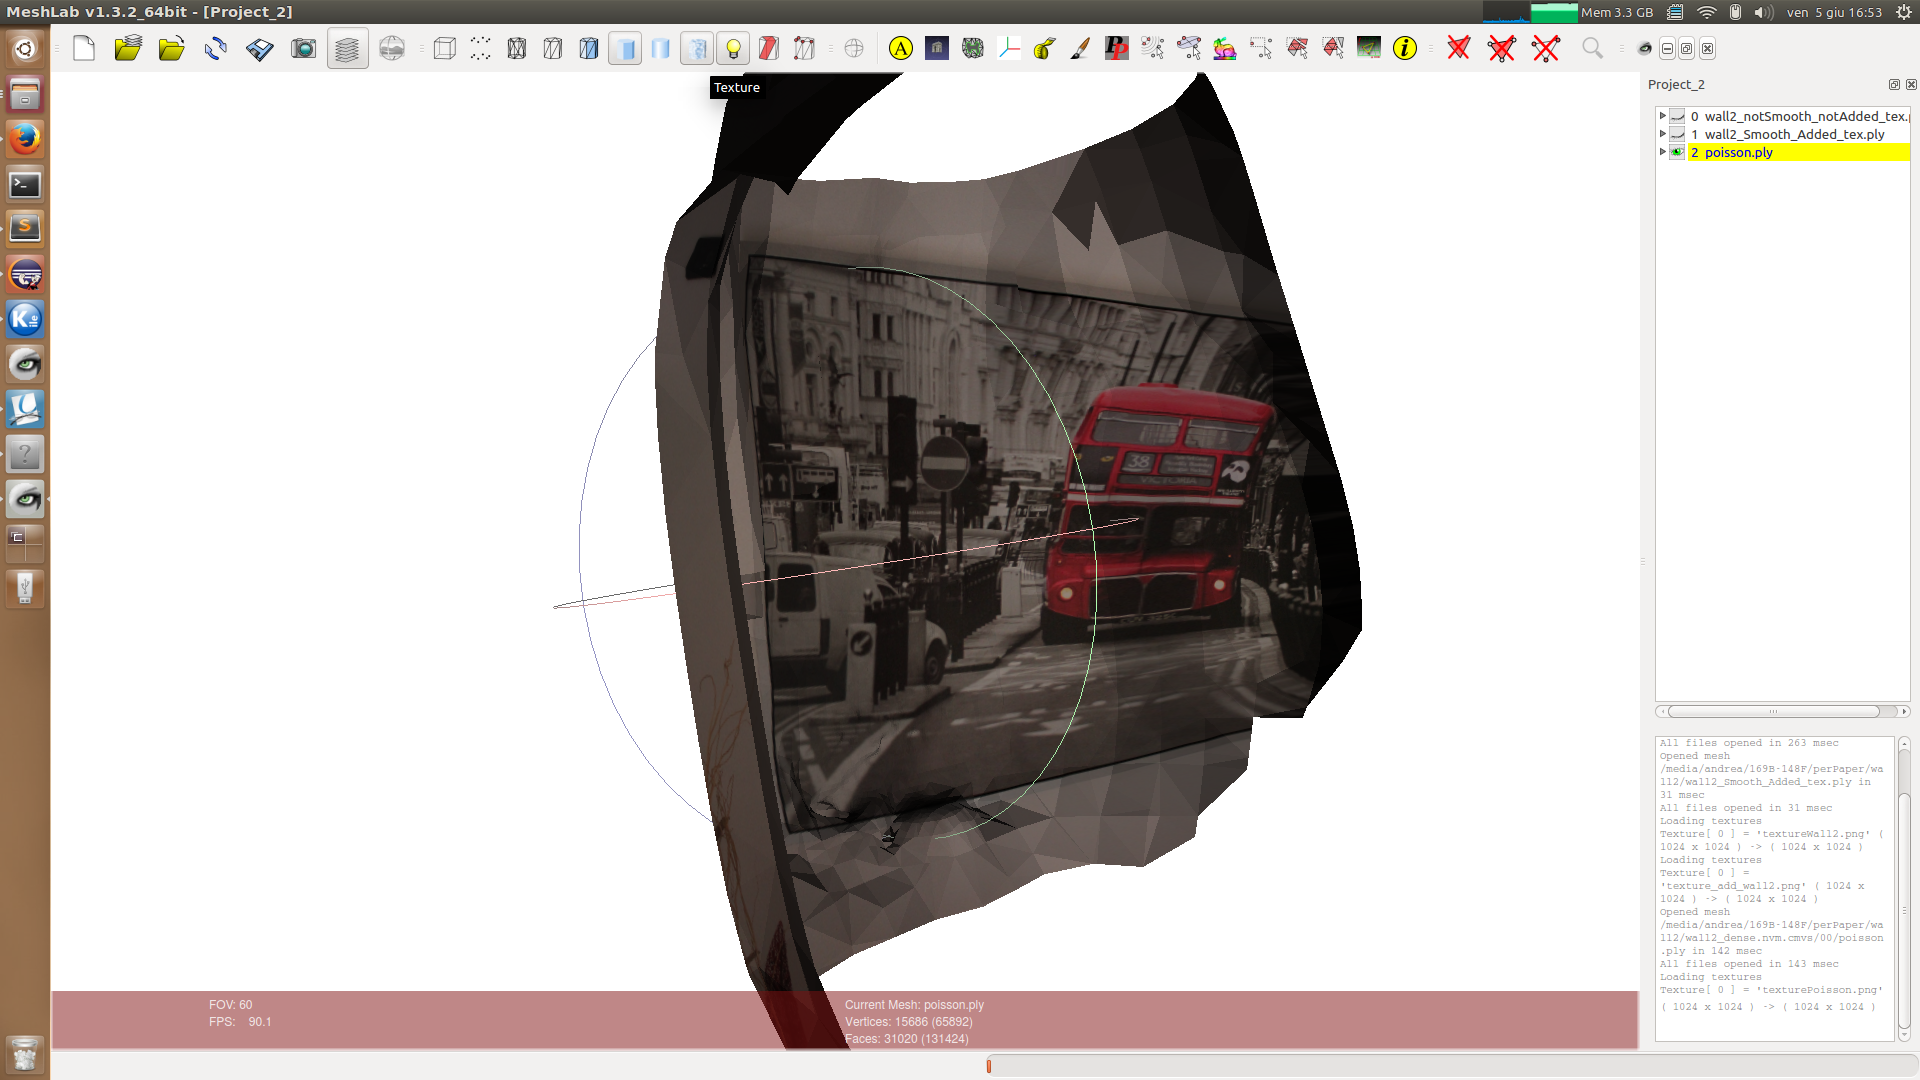 MeshLab v1.3.2_64bit - [Project_2]
Mem 3.3 GB
ven 5 giu 16:53
Texture
Project_2
0 wall2_notSmooth_notAdded_tex.
1 wall2_Smooth_Added_tex.ply
2 poisson.ply
38
VICTORIA
All files opened in 263 msec
Opened mesh
/media/andrea/169B-148F/perPaper/wa
ll2/wall2_Smooth_Added_tex.ply in
31 msec
All files opened in 31 msec
Loading textures
Texture[ 0 ] = 'textureWall2.png' (
1024 x 1024 ) -> ( 1024 x 1024 )
Loading textures
Texture[ 0 ] =
'texture_add_wall2.png' ( 1024 x
1024 ) -> ( 1024 x 1024 )
Opened mesh
/media/andrea/169B-148F/perPaper/wa
ll2/wall2_dense.nvm.cmvs/00/poisson
.ply in 142 msec
All files opened in 143 msec
Loading textures
Texture[ 0 ] = 'texturePoisson.png'
( 1024 x 1024 ) -> ( 1024 x 1024 )
FOV: 60
FPS: 90.1
Current Mesh: poisson.ply
Vertices: 15686 (65892)
Faces: 31020 (131424)